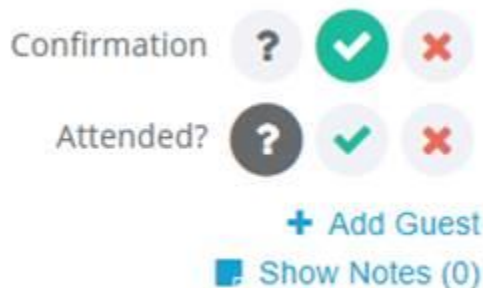 Confirmation ?
Attended? ?
+ Add Guest
Show Notes (0)